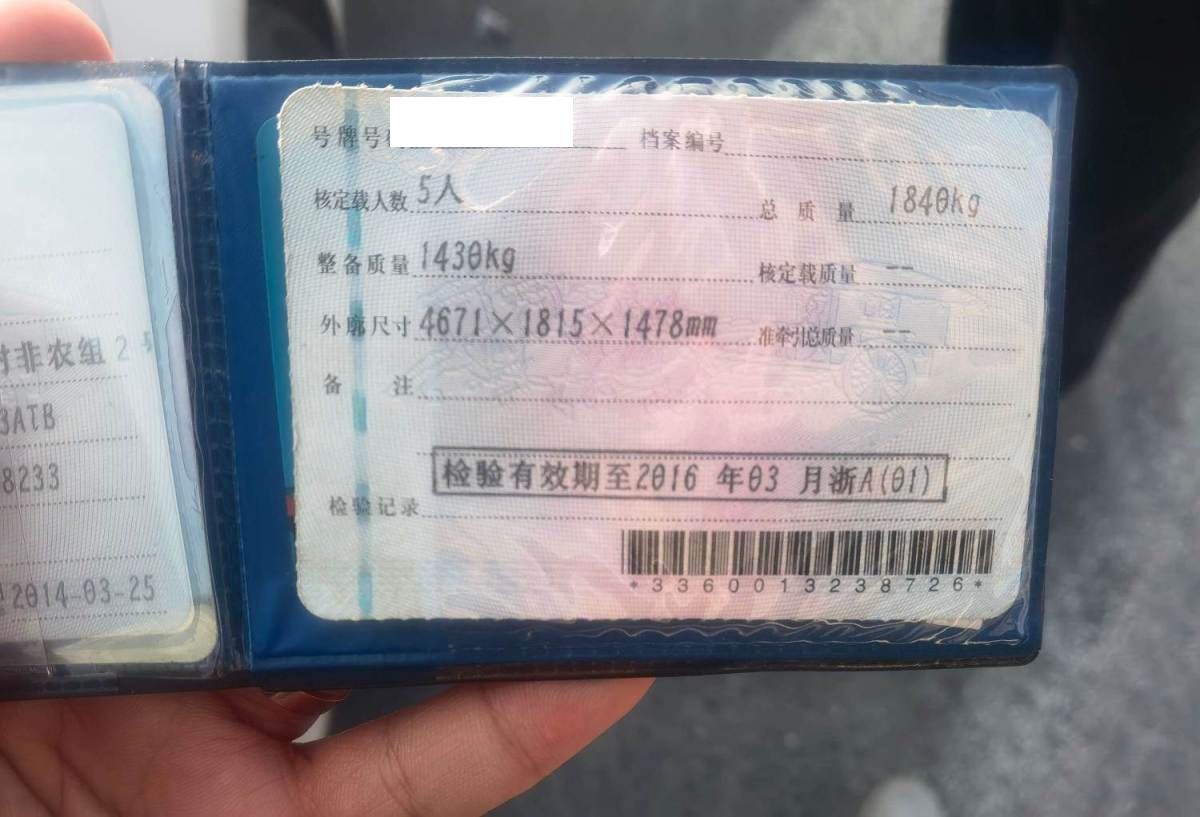 号牌号
档案编号
核定载人数 5人
总质量 1840kg
整备质量 1430kg
核定载质量 --
外廓尺寸 4671×1815×1478mm
准牵引总质量 --
备注
检验有效期至2016 年03 月浙A(01)
检验记录
*3360013238726*
村非农组 2 号
3ATB
8233
2014-03-25